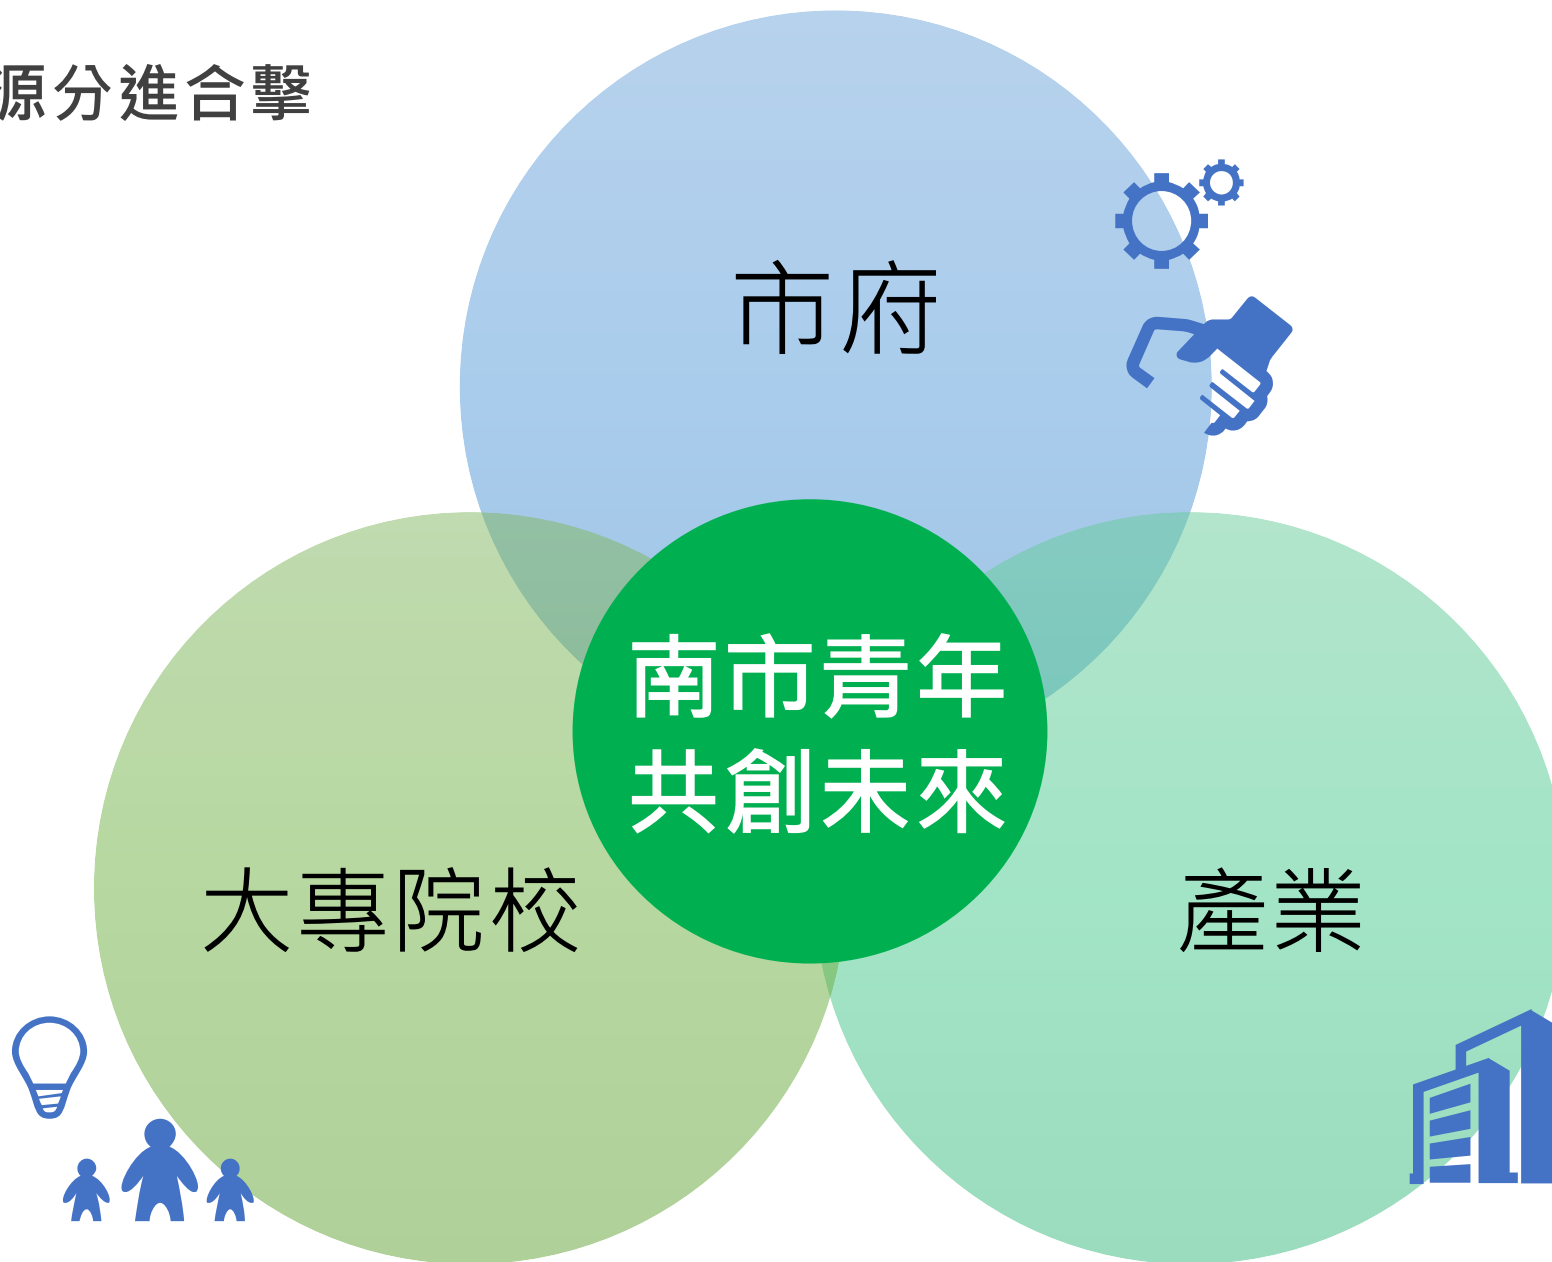 源分進合擊
市府
南市青年
共創未來
大專院校
產業